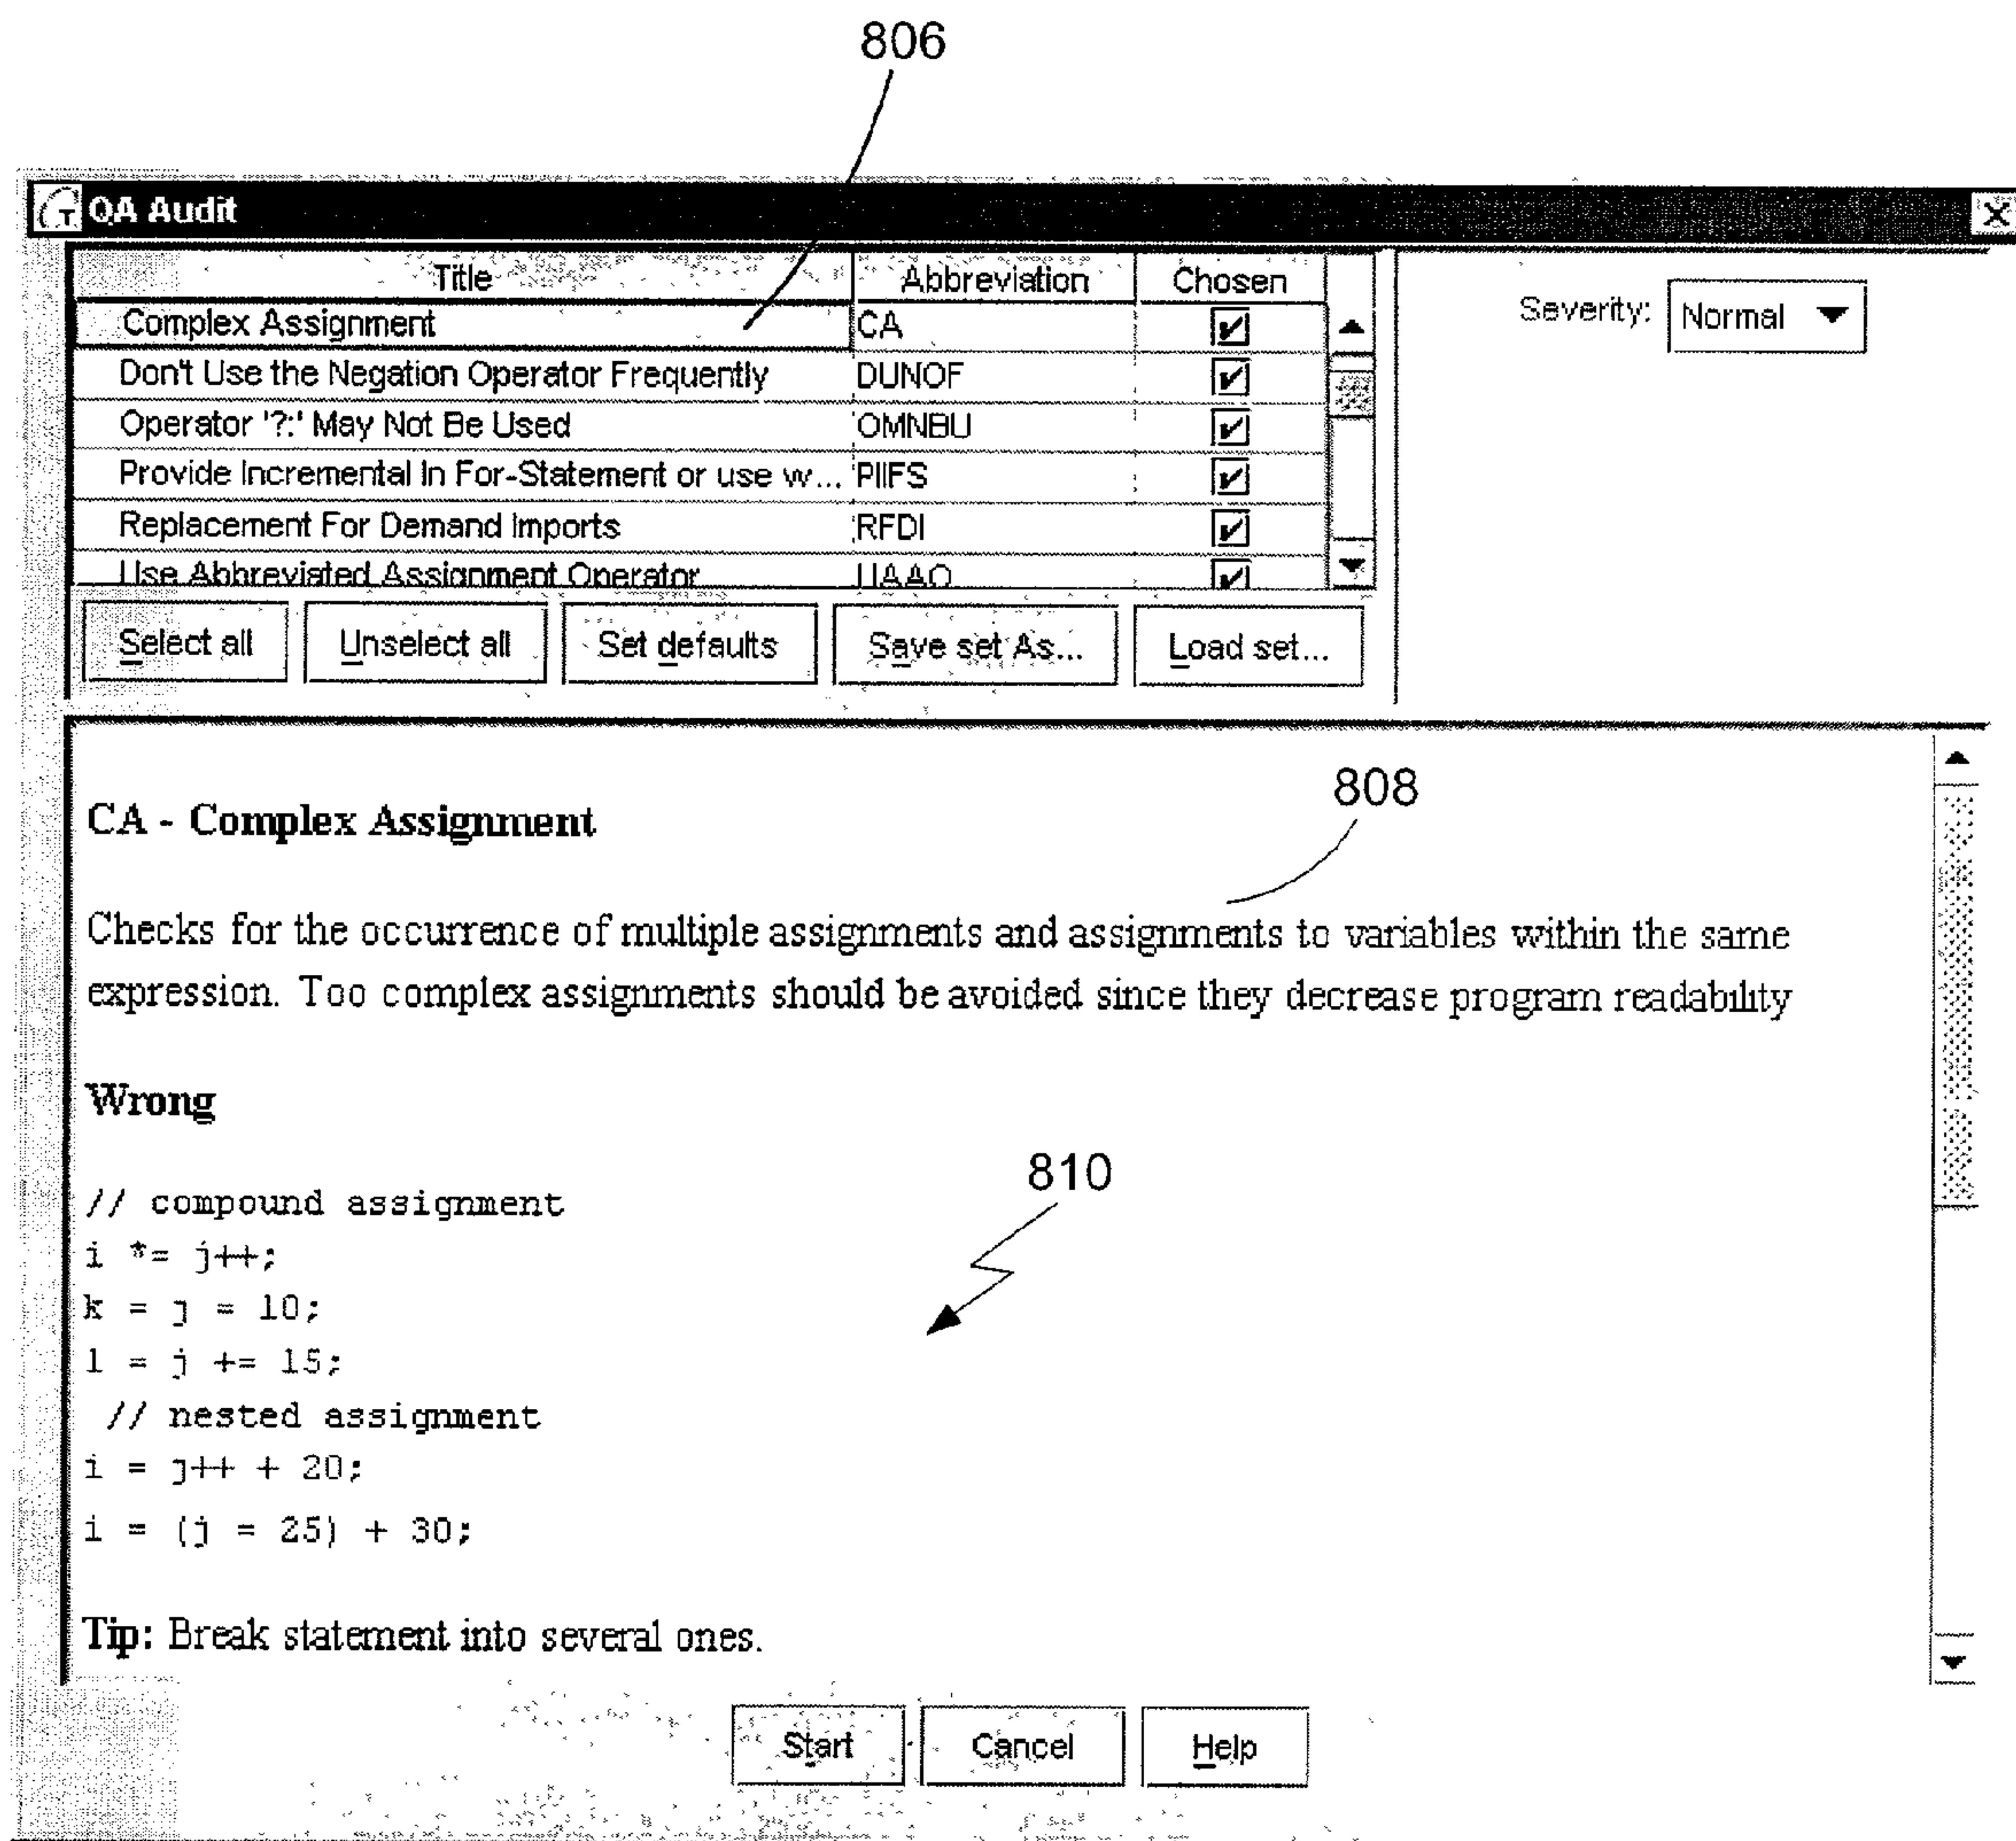 806
QA Audit
Title Abbreviation Chosen
Complex Assignment CA
Severity: Normal
Don't Use the Negation Operator Frequently DUNOF
Operator '?:' May Not Be Used OMNBU
Provide Incremental In For-Statement or use w... PIIFS
Replacement For Demand Imports RFDI
Use Abbreviated Assignment Operator UAAO
Select all Unselect all Set defaults Save set As... Load set...
808
CA - Complex Assignment
Checks for the occurrence of multiple assignments and assignments to variables within the same
expression. Too complex assignments should be avoided since they decrease program readability
Wrong
810
// compound assignment
i *= j++;
k = j = 10;
l = j += 15;
// nested assignment
i = j++ + 20;
i = (j = 25) + 30;
Tip: Break statement into several ones.
Start Cancel Help